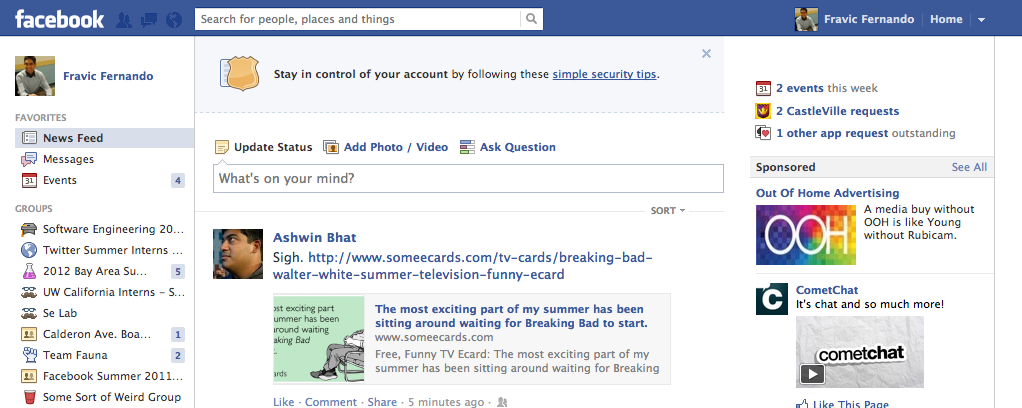 facebook
Search for people, places and things
Fravic Fernando
Home
Fravic Fernando
FAVORITES
News Feed
Messages
Events 4
GROUPS
Software Engineering 20...
Twitter Summer Interns ...
2012 Bay Area Su... 5
UW California Interns – S...
Se Lab
Calderon Ave. Boa... 1
Team Fauna 2
Facebook Summer 2011...
Some Sort of Weird Group
Stay in control of your account by following these simple security tips.
Update Status Add Photo / Video Ask Question
What's on your mind?
SORT
Ashwin Bhat
Sigh. http://www.someecards.com/tv-cards/breaking-bad-
walter-white-summer-television-funny-ecard
ost exciting part
ummer has been
around waiting
eaking Bad
ards
The most exciting part of my summer has been
sitting around waiting for Breaking Bad to start.
www.someecards.com
Free, Funny TV Ecard: The most exciting part of my
summer has been sitting around waiting for Breaking
Like · Comment · Share · 5 minutes ago ·
31 2 events this week
2 CastleVille requests
1 other app request outstanding
Sponsored See All
Out Of Home Advertising
OOH
A media buy without
OOH is like Young
without Rubicam.
CometChat
It's chat and so much more!
cometchat
Like This Page